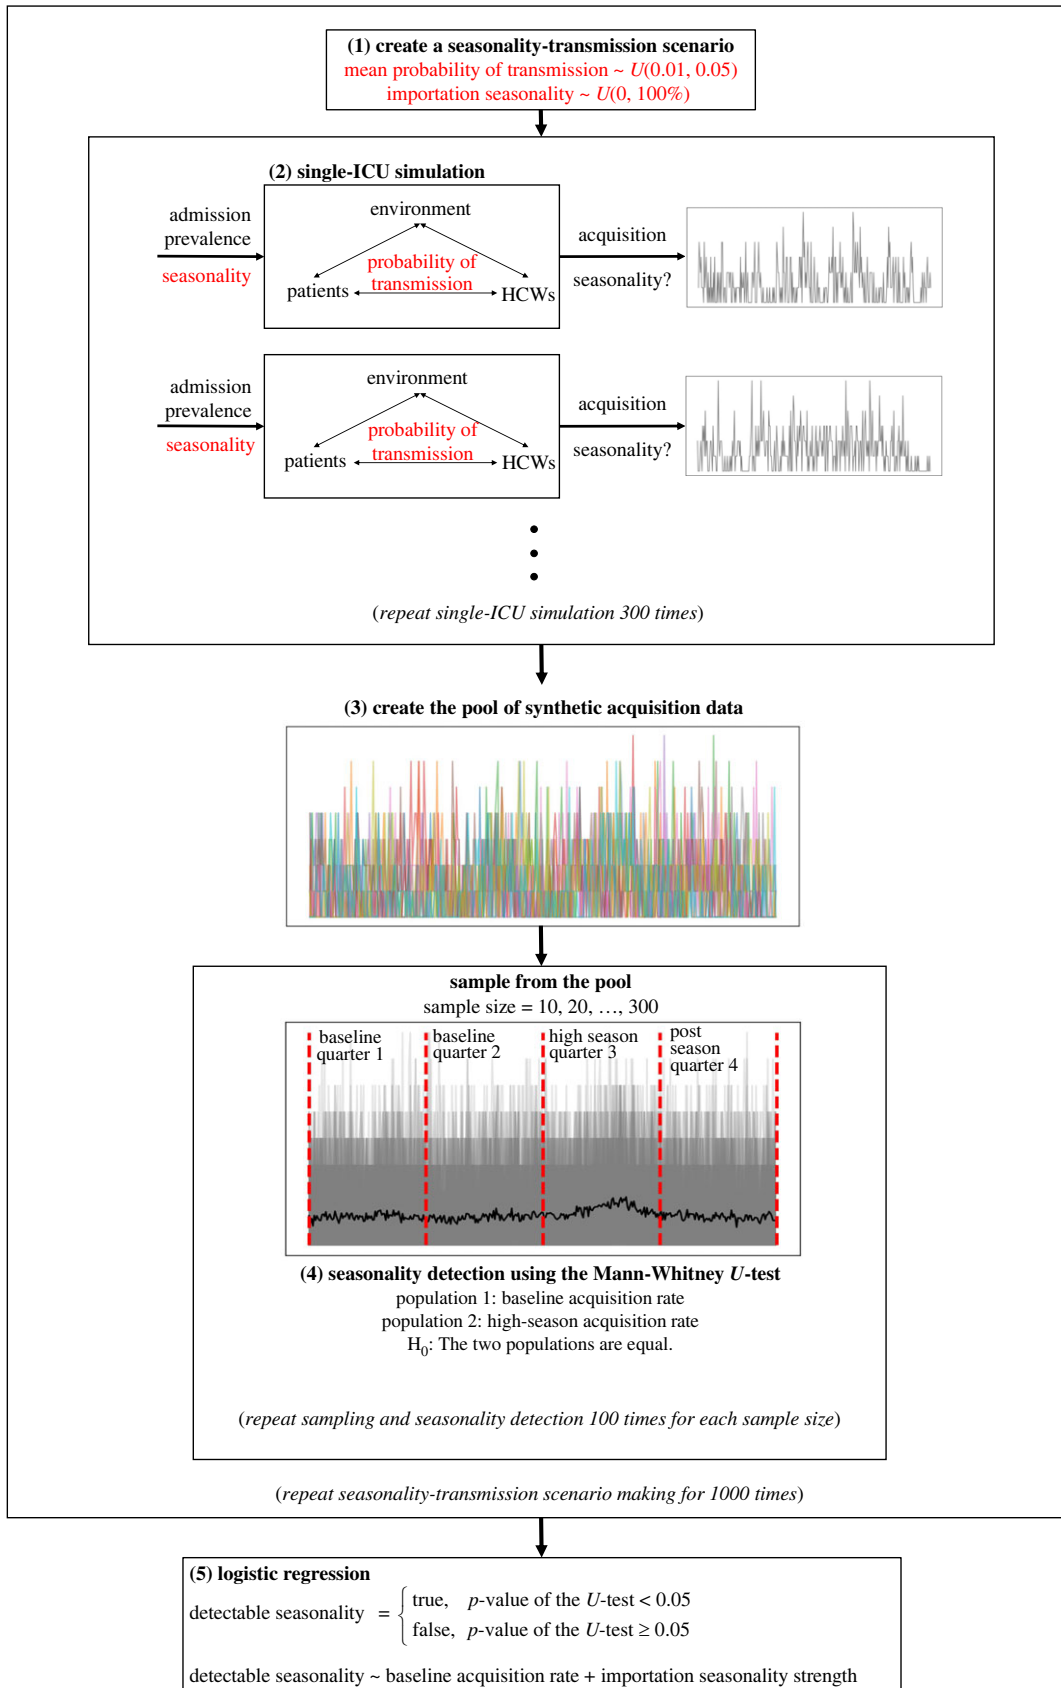 (1) create a seasonality-transmission scenario
mean probability of transmission ~ U(0.01, 0.05)
importation seasonality ~ U(0, 100%)
(2) single-ICU simulation
admission
prevalence
seasonality
environment
probability of
transmission
patients
HCWs
acquisition
seasonality?
admission
prevalence
seasonality
environment
probability of
transmission
patients
HCWs
acquisition
seasonality?
(repeat single-ICU simulation 300 times)
(3) create the pool of synthetic acquisition data
sample from the pool
sample size = 10, 20, …, 300
baseline
quarter 1
baseline
quarter 2
high season
quarter 3
post
season
quarter 4
(4) seasonality detection using the Mann-Whitney U-test
population 1: baseline acquisition rate
population 2: high-season acquisition rate
H0: The two populations are equal.
(repeat sampling and seasonality detection 100 times for each sample size)
(repeat seasonality-transmission scenario making for 1000 times)
(5) logistic regression
detectable seasonality = { true, p-value of the U-test < 0.05
false, p-value of the U-test ≥ 0.05
detectable seasonality ~ baseline acquisition rate + importation seasonality strength